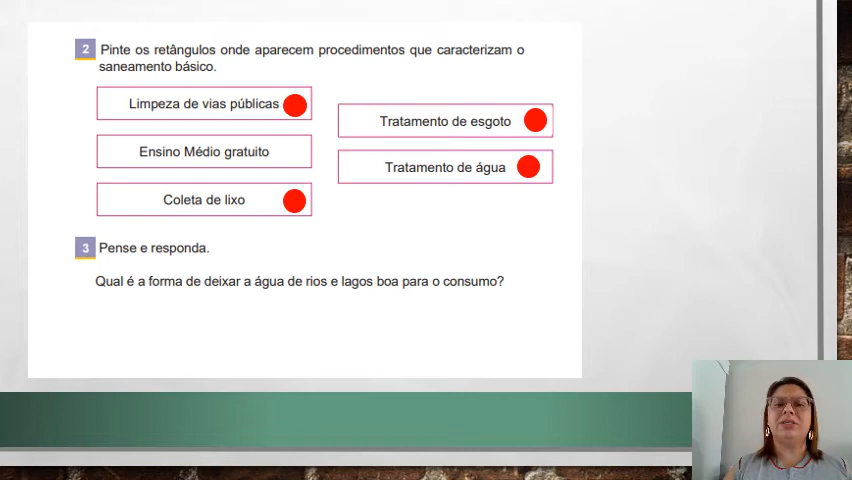 2 Pinte os retângulos onde aparecem procedimentos que caracterizam o
saneamento básico.
Limpeza de vias públicas
Ensino Médio gratuito
Coleta de lixo
Tratamento de esgoto
Tratamento de água
3 Pense e responda.
Qual é a forma de deixar a água de rios e lagos boa para o consumo?